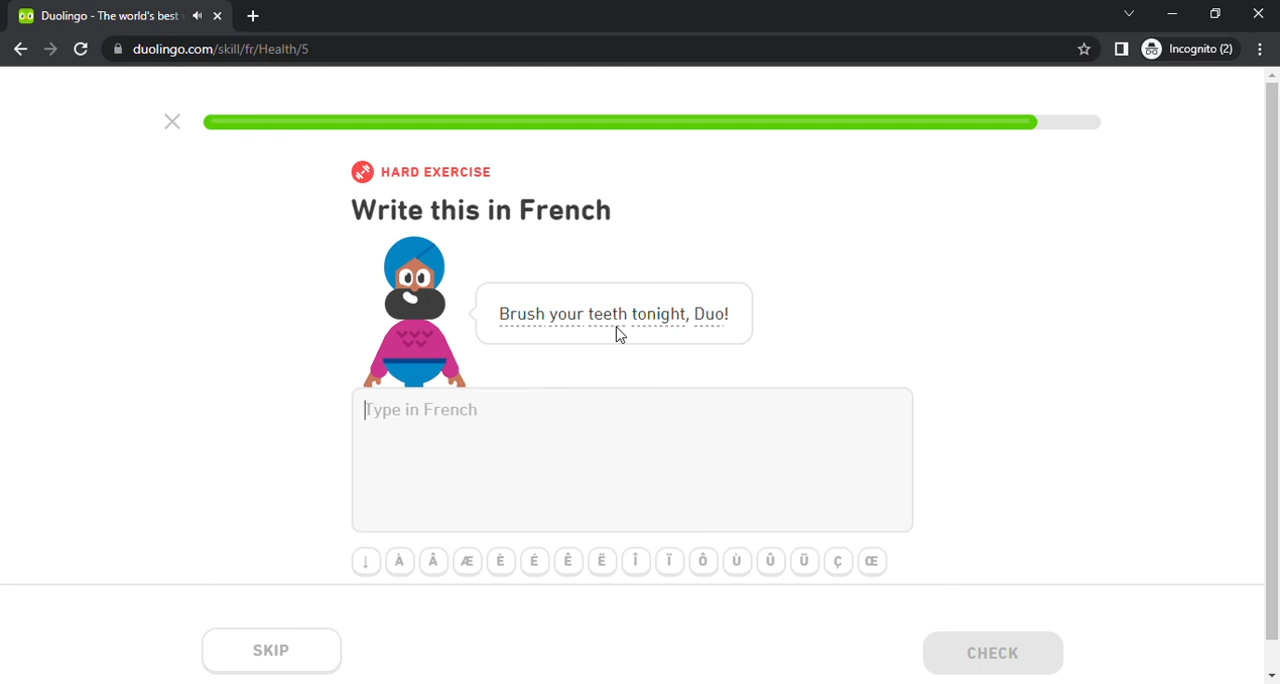 Duolingo - The world's best
duolingo.com/skill/fr/Health/5
Incognito (2)
HARD EXERCISE
Write this in French
Brush your teeth tonight, Duo!
Type in French
↓ À Â Æ È É Ê Ë Î Ï Ô Ù Û Ü Ç Œ
SKIP
CHECK